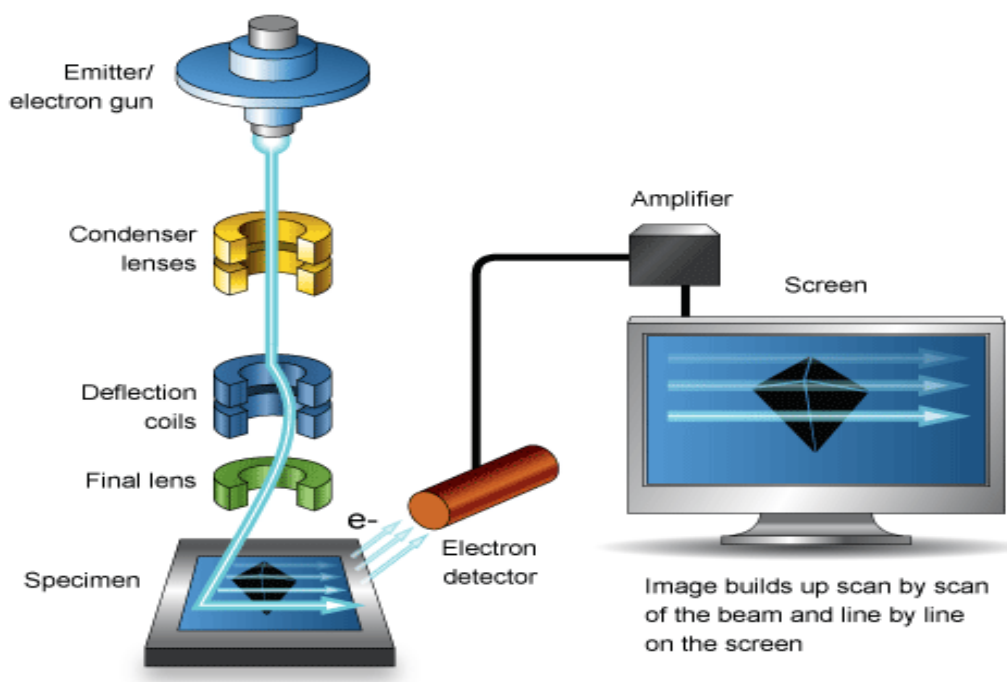 Emitter/
electron gun
Condenser
lenses
Deflection
coils
Final lens
Specimen
e-
Electron
detector
Amplifier
Screen
Image builds up scan by scan
of the beam and line by line
on the screen